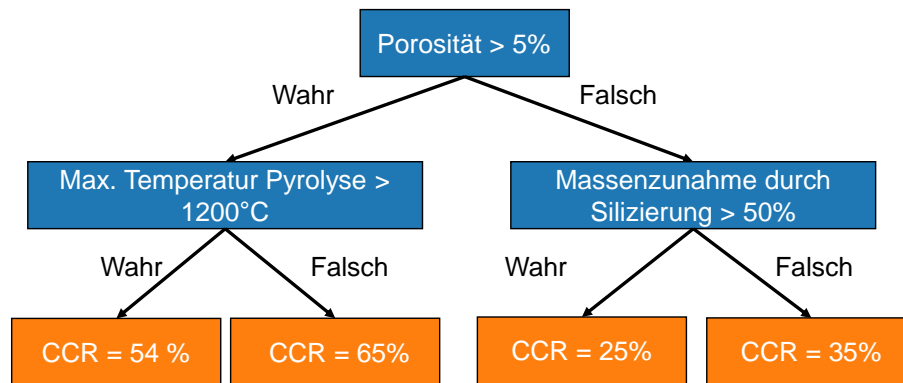 Porosität > 5%
Wahr
Falsch
Max. Temperatur Pyrolyse >
1200°C
Massenzunahme durch
Silizierung > 50%
Wahr
Falsch
Wahr
Falsch
CCR = 54 %
CCR = 65%
CCR = 25%
CCR = 35%